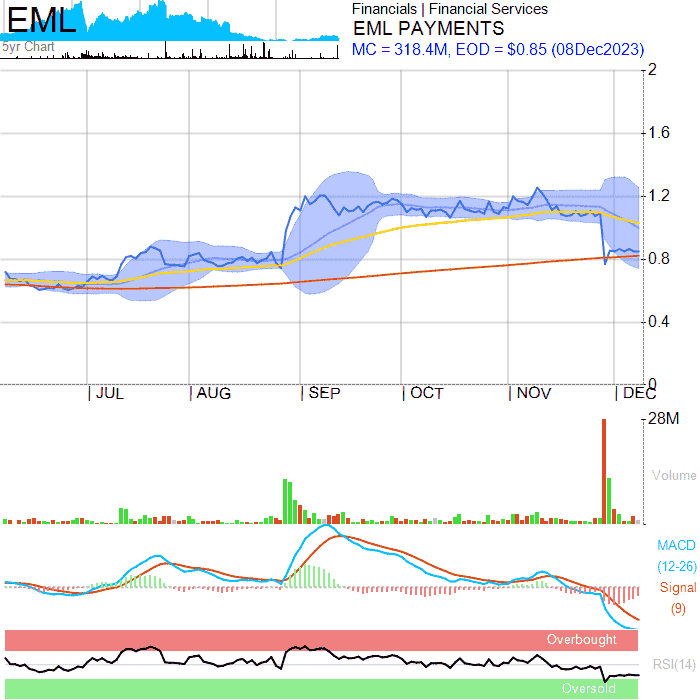 EML
5yr Chart
Financials | Financial Services
EML PAYMENTS
MC = 318.4M, EOD = $0.85 (08Dec2023)
2
1.6
1.2
0.8
0.4
0
JUL AUG SEP OCT NOV DEC
28M
Volume
MACD
(12-26)
Signal
(9)
Overbought
RSI(14)
Oversold